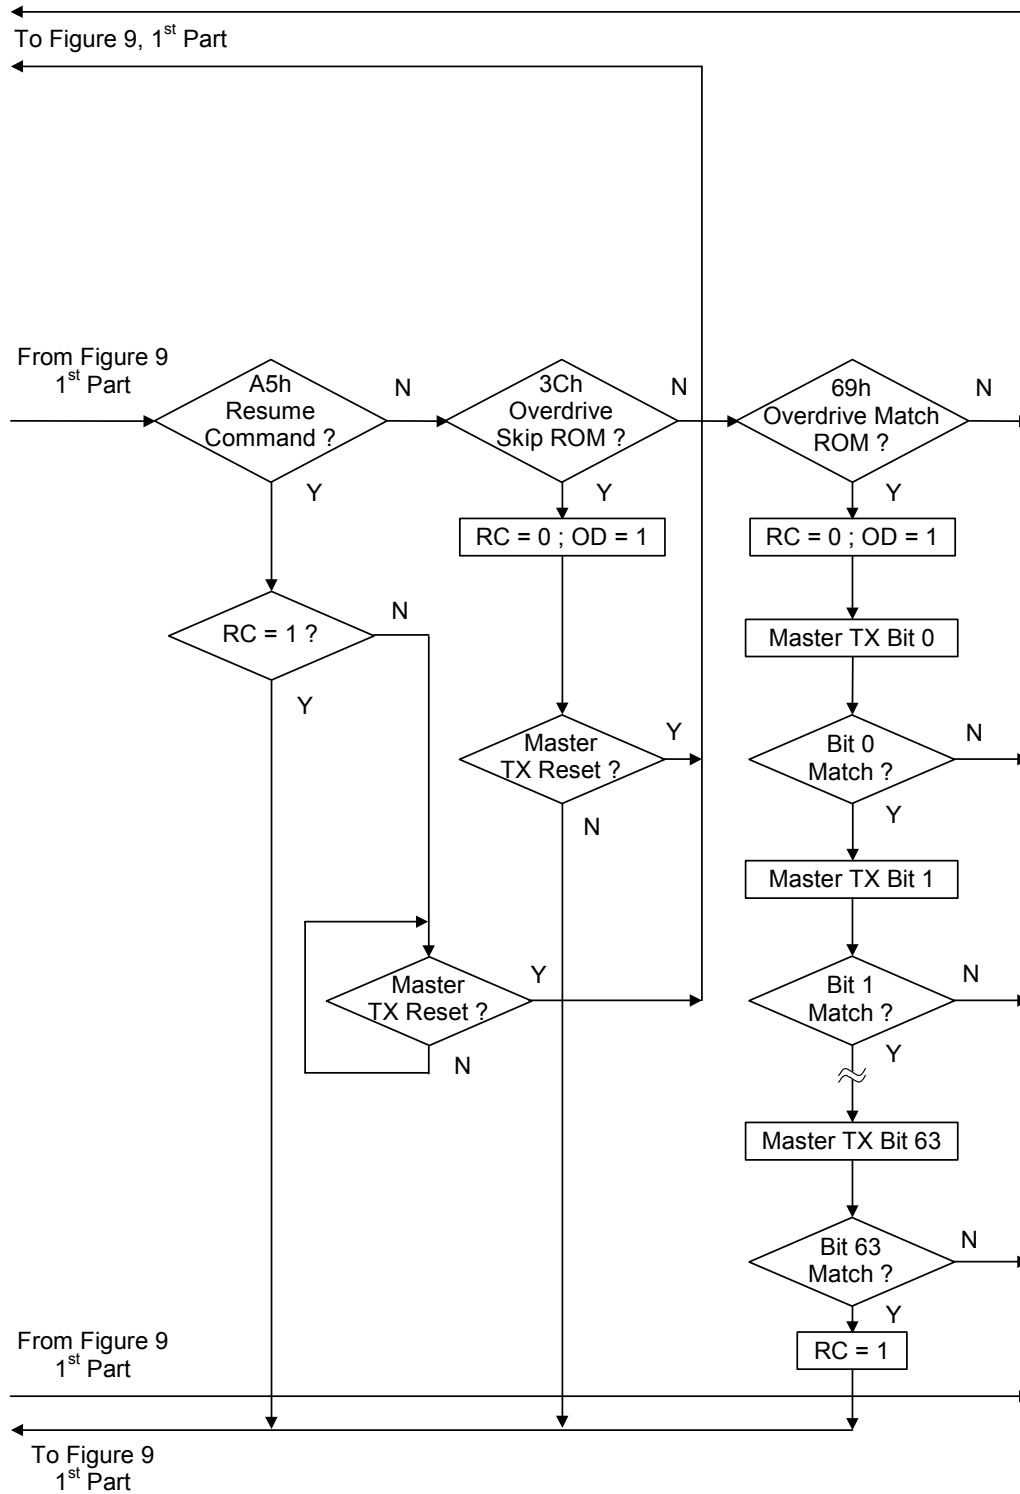 To Figure 9, 1st Part
From Figure 9
1st Part
A5h
Resume
Command ?
N
Y
3Ch
Overdrive
Skip ROM ?
N
Y
69h
Overdrive Match
ROM ?
N
Y
RC = 0 ; OD = 1
RC = 0 ; OD = 1
RC = 1 ?
N
Y
Master TX Bit 0
Master
TX Reset ?
Y
N
Bit 0
Match ?
N
Y
Master TX Bit 1
Master
TX Reset ?
Y
N
Bit 1
Match ?
N
Y
Master TX Bit 63
Bit 63
Match ?
N
Y
RC = 1
From Figure 9
1st Part
To Figure 9
1st Part